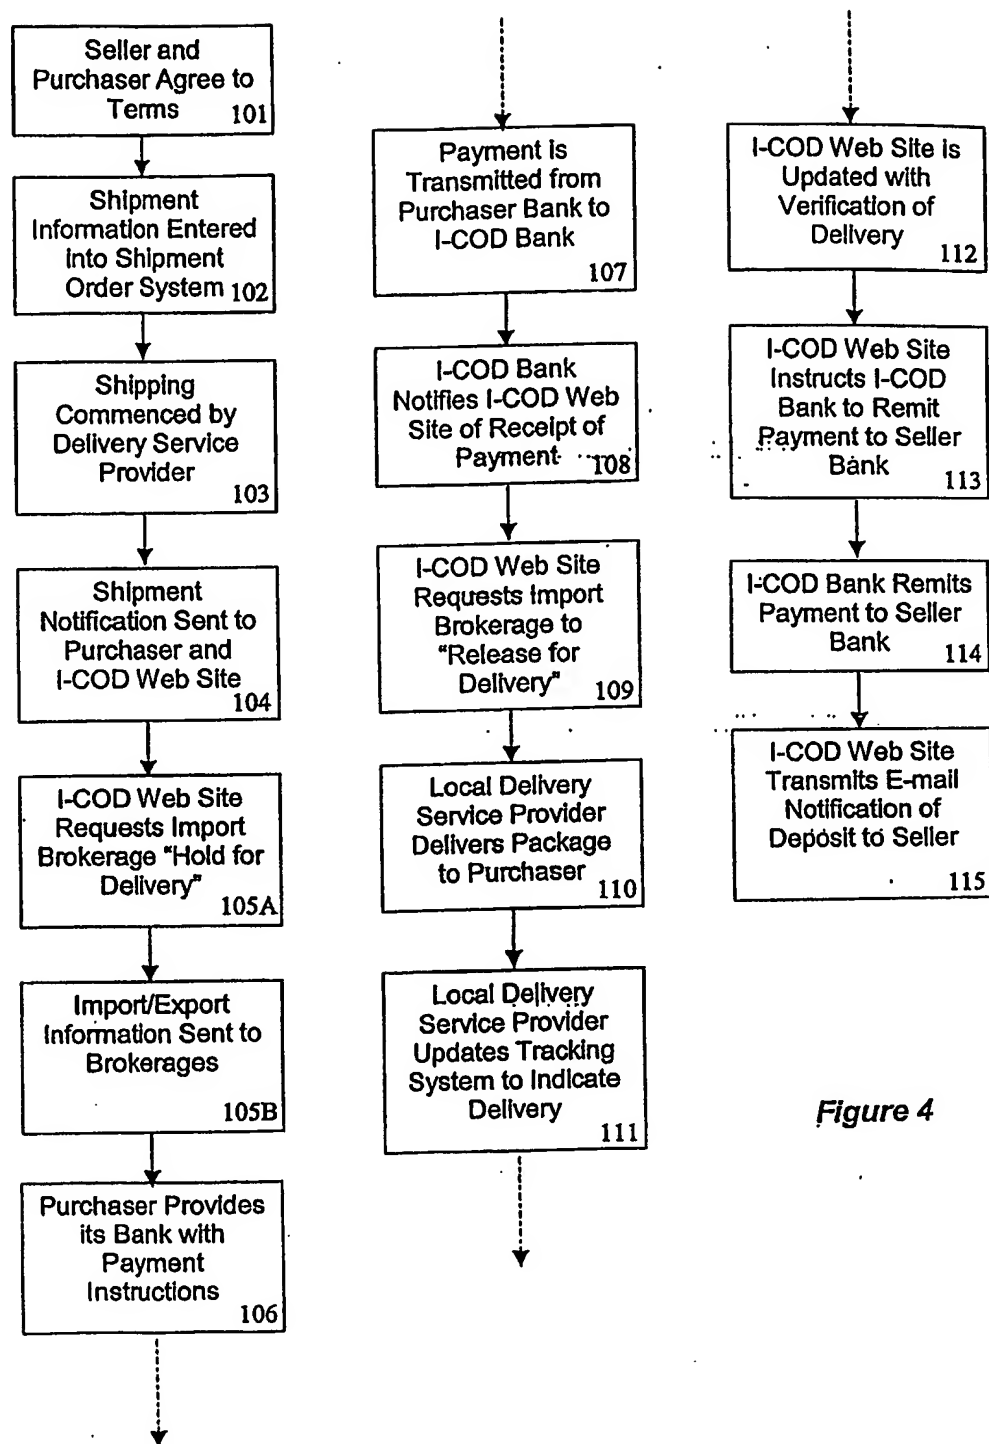 Seller and
Purchaser Agree to
Terms
101
Shipment
Information Entered
into Shipment
Order System
102
Shipping
Commenced by
Delivery Service
Provider
103
Shipment
Notification Sent to
Purchaser and
I-COD Web Site
104
I-COD Web Site
Requests Import
Brokerage "Hold for
Delivery"
105A
Import/Export
Information Sent to
Brokerages
105B
Purchaser Provides
its Bank with
Payment
Instructions
106
Payment is
Transmitted from
Purchaser Bank to
I-COD Bank
107
I-COD Bank
Notifies I-COD Web
Site of Receipt of
Payment
108
I-COD Web Site
Requests Import
Brokerage to
"Release for
Delivery"
109
Local Delivery
Service Provider
Delivers Package
to Purchaser
110
Local Delivery
Service Provider
Updates Tracking
System to Indicate
Delivery
111
I-COD Web Site is
Updated with
Verification of
Delivery
112
I-COD Web Site
Instructs I-COD
Bank to Remit
Payment to Seller
Bank
113
I-COD Bank Remits
Payment to Seller
Bank
114
I-COD Web Site
Transmits E-mail
Notification of
Deposit to Seller
115
Figure 4